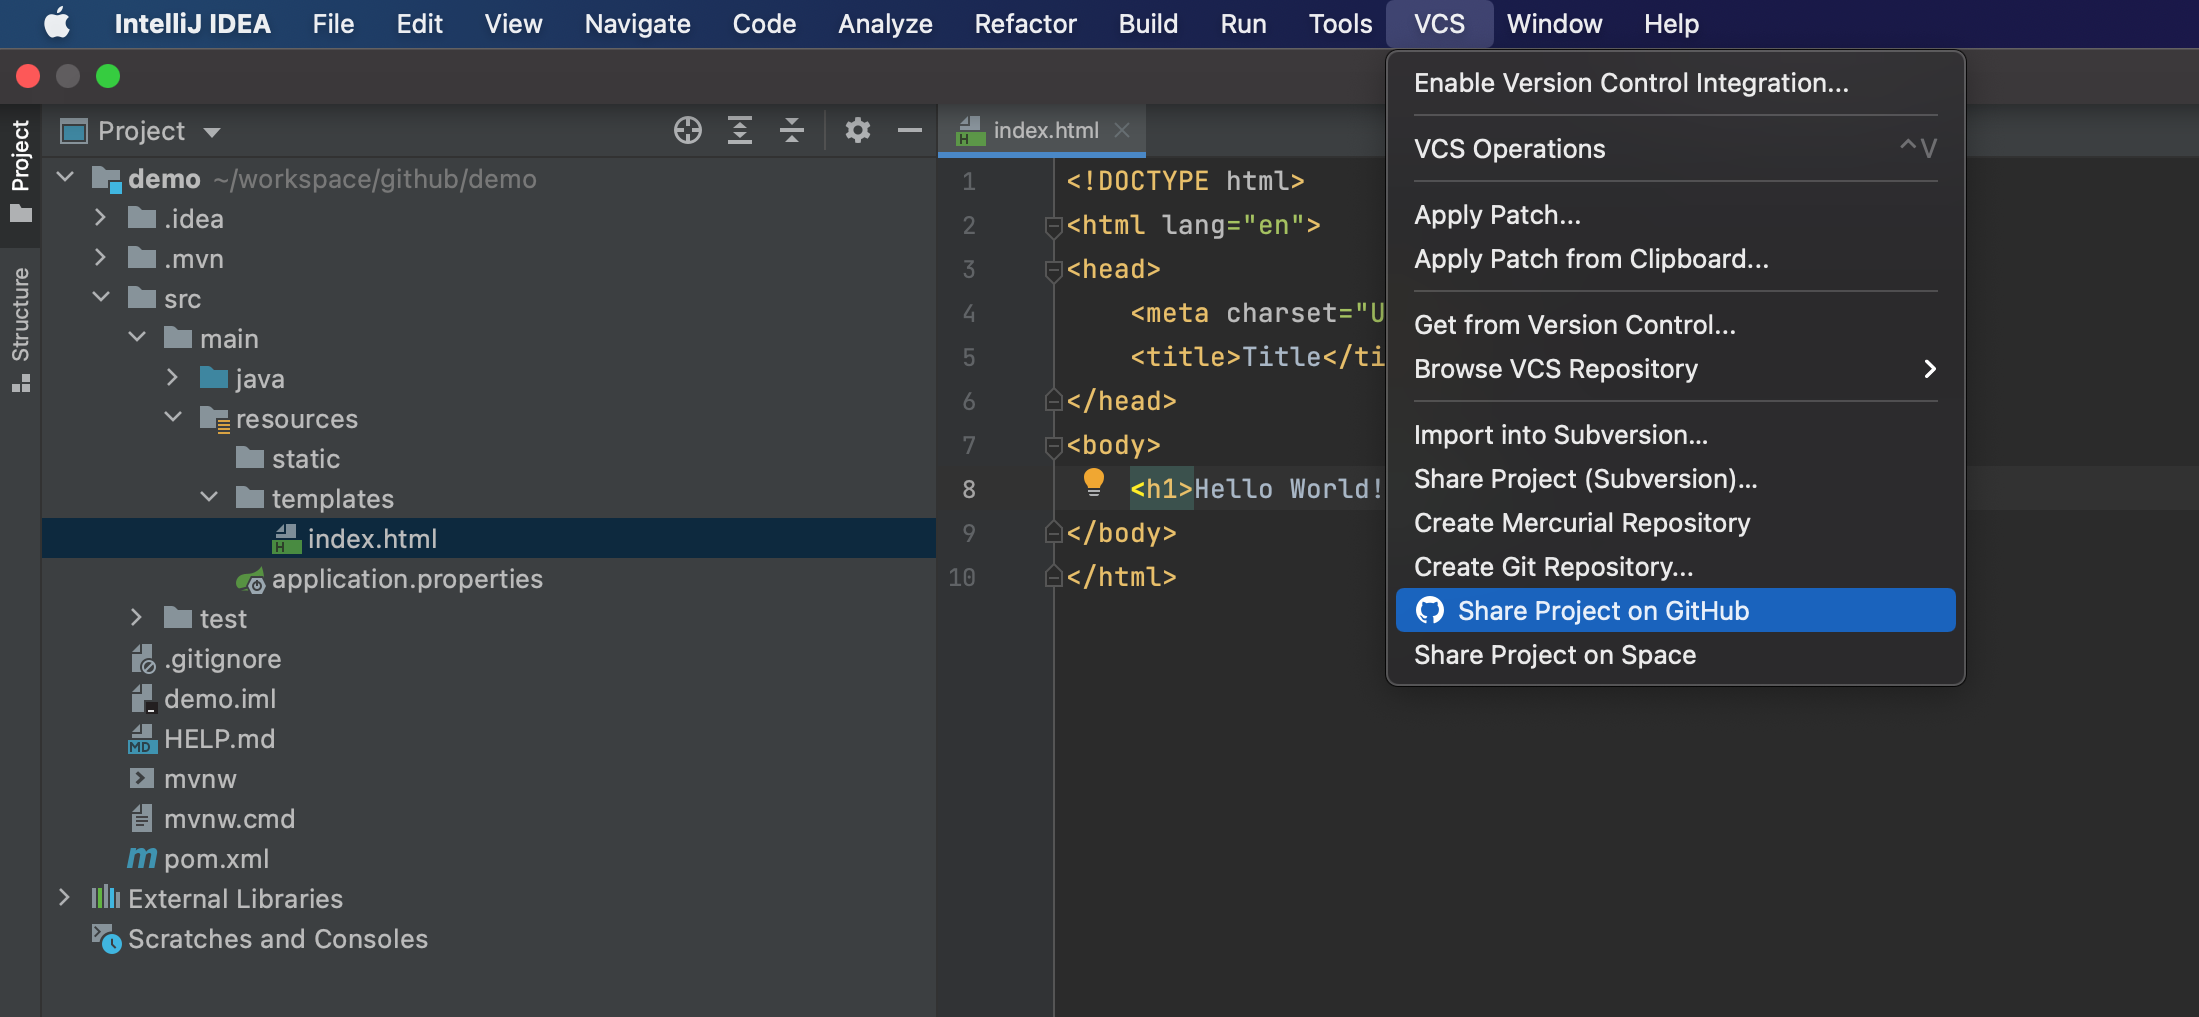 IntelliJ IDEA File Edit View Navigate Code Analyze Refactor Build Run Tools VCS Window Help
Project
Structure
Project
demo ~/workspace/github/demo
.idea
.mvn
src
main
java
resources
static
templates
index.html
application.properties
test
.gitignore
demo.iml
HELP.md
mvnw
mvnw.cmd
pom.xml
External Libraries
Scratches and Consoles
index.html
1 <!DOCTYPE html>
2 <html lang="en">
3 <head>
4 <meta charset="U
5 <title>Title</ti
6 </head>
7 <body>
8 <h1>Hello World!
9 </body>
10 </html>
Enable Version Control Integration...
VCS Operations ^V
Apply Patch...
Apply Patch from Clipboard...
Get from Version Control...
Browse VCS Repository
Import into Subversion...
Share Project (Subversion)...
Create Mercurial Repository
Create Git Repository...
Share Project on GitHub
Share Project on Space